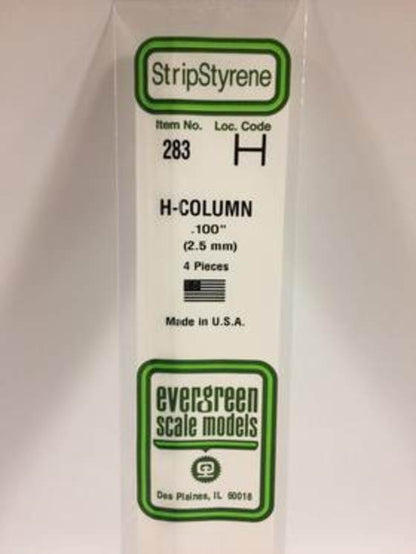 StripStyrene
Item No. Loc. Code
283 H
H-COLUMN
.100"
(2.5 mm)
4 Pieces
Made in U.S.A.
evergreen
scale models
Des Plaines, IL 60018